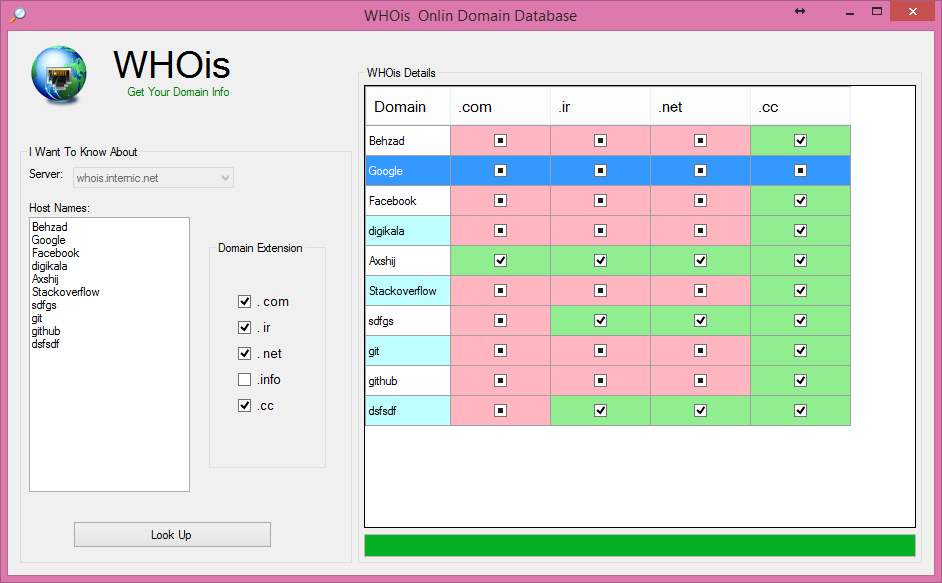 WHOis Onlin Domain Database
WHOis
Get Your Domain Info
I Want To Know About
Server: whois.internic.net
Host Names:
Behzad
Google
Facebook
digikala
Axshij
Stackoverflow
sdfgs
git
github
dsfsdf
Domain Extension
. com
. ir
. net
.info
.cc
Look Up
WHOis Details
Domain .com .ir .net .cc
Behzad
Google
Facebook
digikala
Axshij
Stackoverflow
sdfgs
git
github
dsfsdf